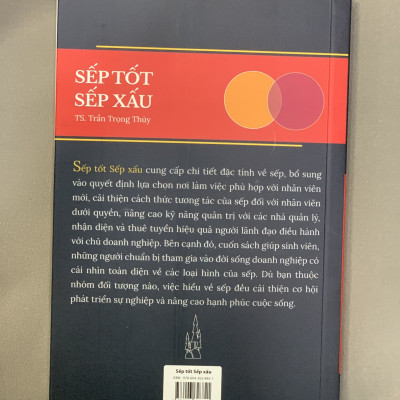 SẾP TỐT
SẾP XẤU
TS. Trần Trọng Thủy
Sếp tốt Sếp xấu cung cấp chi tiết đặc tính về sếp, bổ sung
vào quyết định lựa chọn nơi làm việc phù hợp với nhân viên
mới, cải thiện cách thức tương tác của sếp đối với nhân viên
dưới quyền, nâng cao kỹ năng quản trị với các nhà quản lý,
nhận diện và thuê tuyển hiệu quả người lãnh đạo điều hành
với chủ doanh nghiệp. Bên cạnh đó, cuốn sách giúp sinh viên,
những người chuẩn bị tham gia vào đời sống doanh nghiệp có
cái nhìn toàn diện về các loại hình của sếp. Dù bạn thuộc
nhóm đối tượng nào, việc hiểu về sếp đều cải thiện cơ hội
phát triển sự nghiệp và nâng cao hạnh phúc cuộc sống.
Sếp tốt Sếp xấu